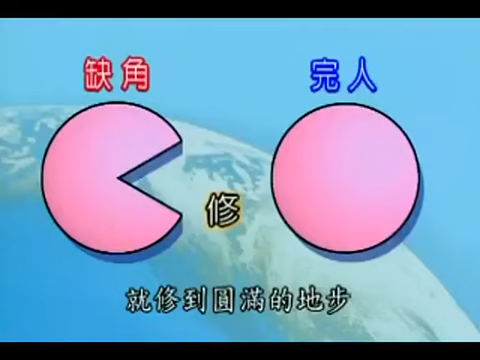 缺角 完人
修
就修到圓滿的地步